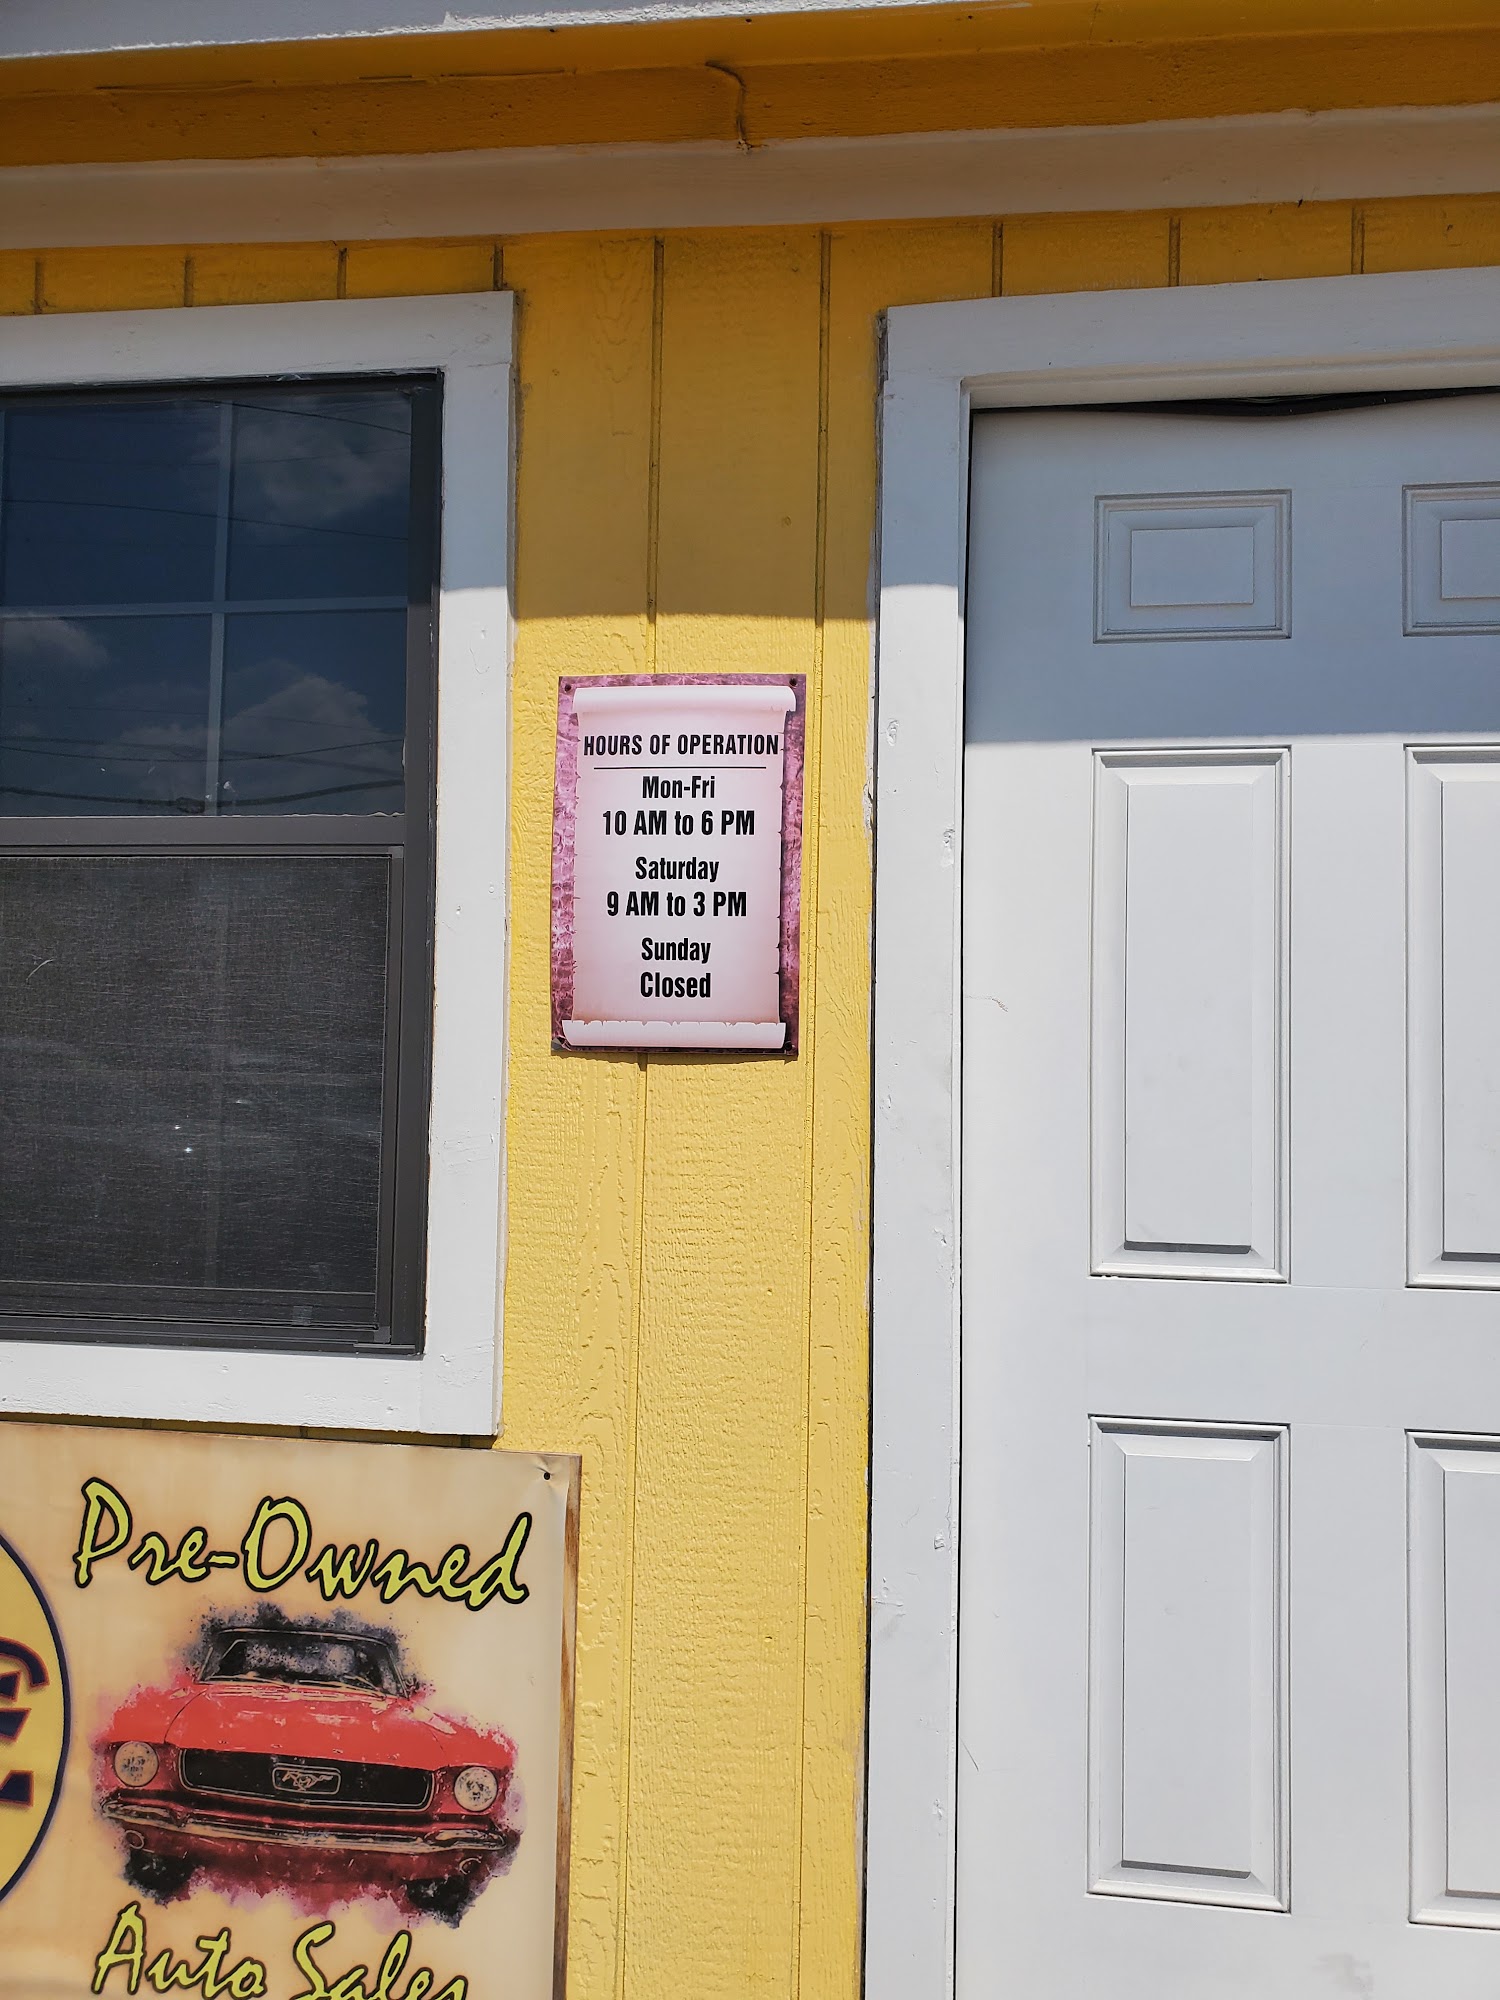 HOURS OF OPERATION
Mon-Fri
10 AM to 6 PM
Saturday
9 AM to 3 PM
Sunday
Closed
Pre-Owned
Auto Sales